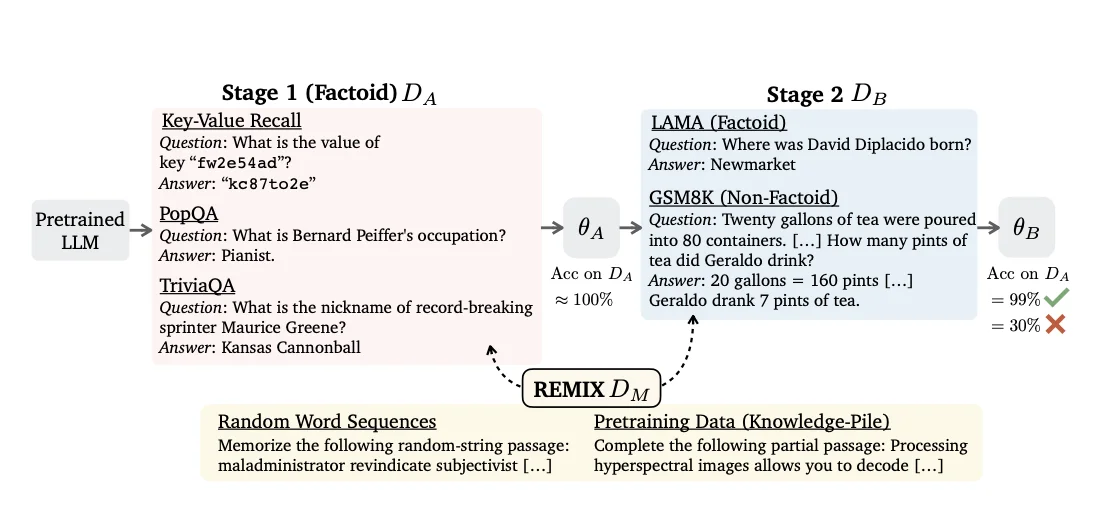 Stage 1 (Factoid) D_A
Key-Value Recall
Question: What is the value of
key “fw2e54ad”?
Answer: “kc87to2e”
PopQA
Question: What is Bernard Peiffer's occupation?
Answer: Pianist.
TriviaQA
Question: What is the nickname of record-breaking
sprinter Maurice Greene?
Answer: Kansas Cannonball
Stage 2 D_B
LAMA (Factoid)
Question: Where was David Diplacido born?
Answer: Newmarket
GSM8K (Non-Factoid)
Question: Twenty gallons of tea were poured
into 80 containers. […] How many pints of
tea did Geraldo drink?
Answer: 20 gallons = 160 pints […]
Geraldo drank 7 pints of tea.
Pretrained
LLM
θ_A
Acc on D_A
≈ 100%
θ_B
Acc on D_A
= 99%
= 30%
REMIX D_M
Random Word Sequences
Memorize the following random-string passage:
maladministrator revindicate subjectivist […]
Pretraining Data (Knowledge-Pile)
Complete the following partial passage: Processing
hyperspectral images allows you to decode […]